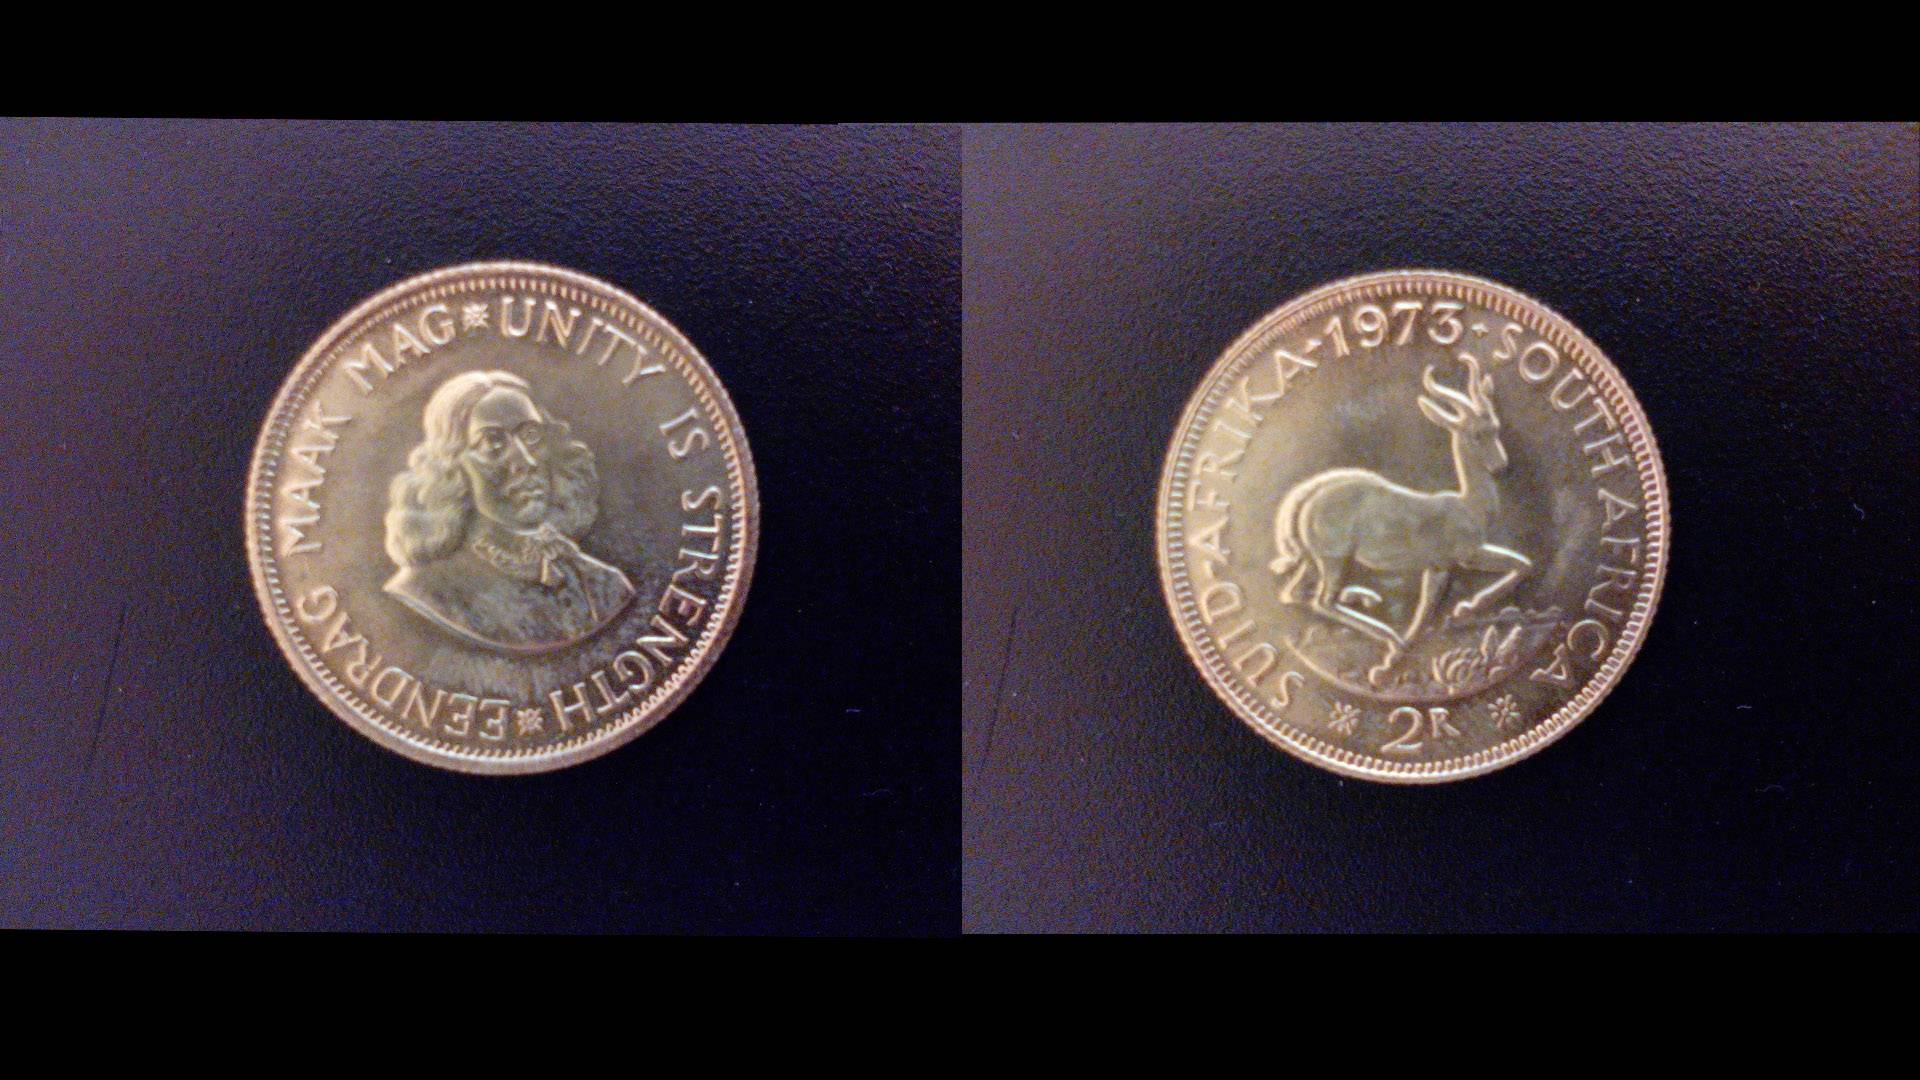 EENDRAG MAAK MAG * UNITY IS STRENGTH *
SUID-AFRIKA · 1973 · SOUTH AFRICA
* 2R *